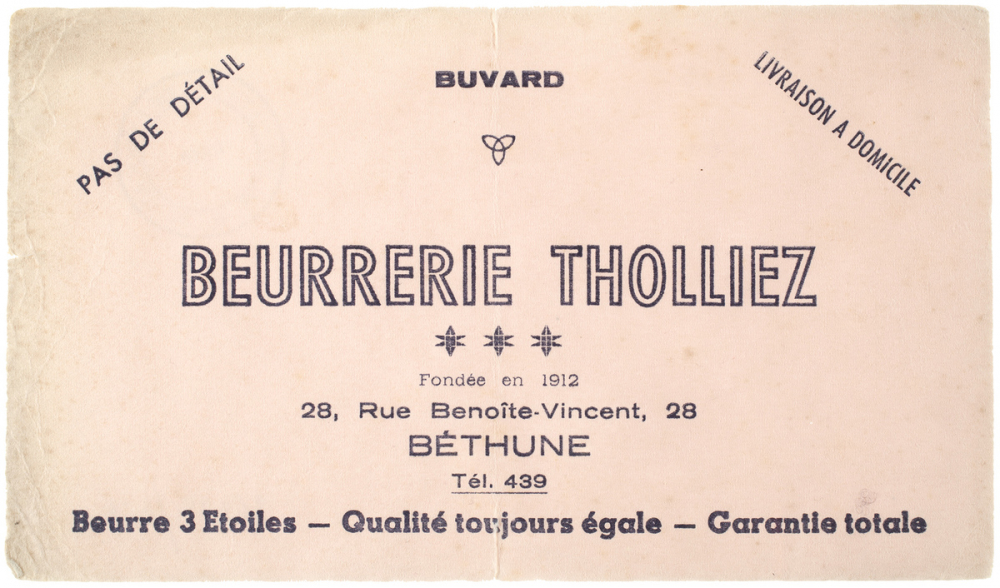 PAS DE DÉTAIL
BUVARD
LIVRAISON A DOMICILE
BEURRERIE THOLLIEZ
Fondée en 1912
28, Rue Benoîte-Vincent, 28
BÉTHUNE
Tél. 439
Beurre 3 Etoiles — Qualité toujours égale — Garantie totale